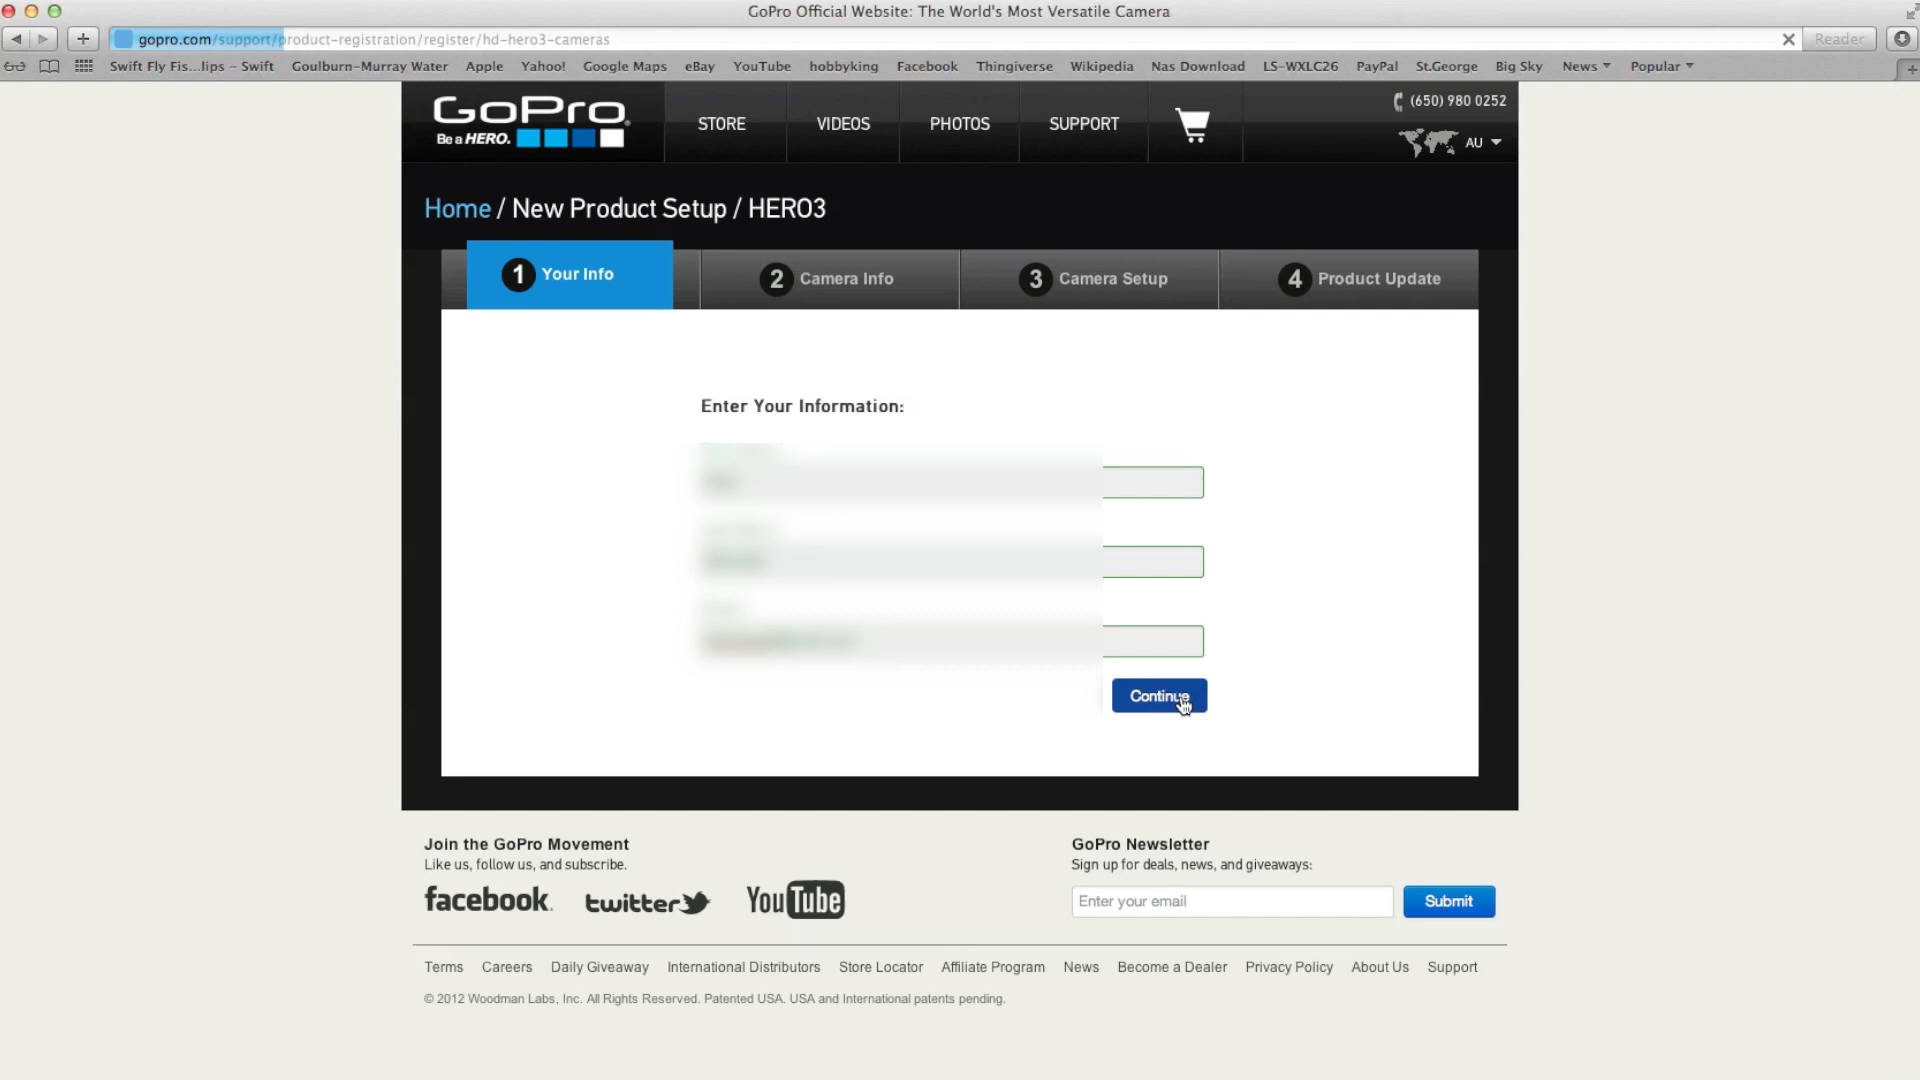 GoPro Official Website: The World's Most Versatile Camera
gopro.com/support/product-registration/register/hd-hero3-cameras
Reader
Swift Fly Fis...lips – Swift Goulburn-Murray Water Apple Yahoo! Google Maps eBay YouTube hobbyking Facebook Thingiverse Wikipedia Nas Download LS-WXLC26 PayPal St.George Big Sky News Popular
GoPro
Be a HERO.
STORE VIDEOS PHOTOS SUPPORT
(650) 980 0252
AU
Home / New Product Setup / HERO3
1 Your Info 2 Camera Info 3 Camera Setup 4 Product Update
Enter Your Information:
Continue
Join the GoPro Movement
Like us, follow us, and subscribe.
facebook. twitter YouTube
GoPro Newsletter
Sign up for deals, news, and giveaways:
Enter your email Submit
Terms Careers Daily Giveaway International Distributors Store Locator Affiliate Program News Become a Dealer Privacy Policy About Us Support
© 2012 Woodman Labs, Inc. All Rights Reserved. Patented USA. USA and International patents pending.